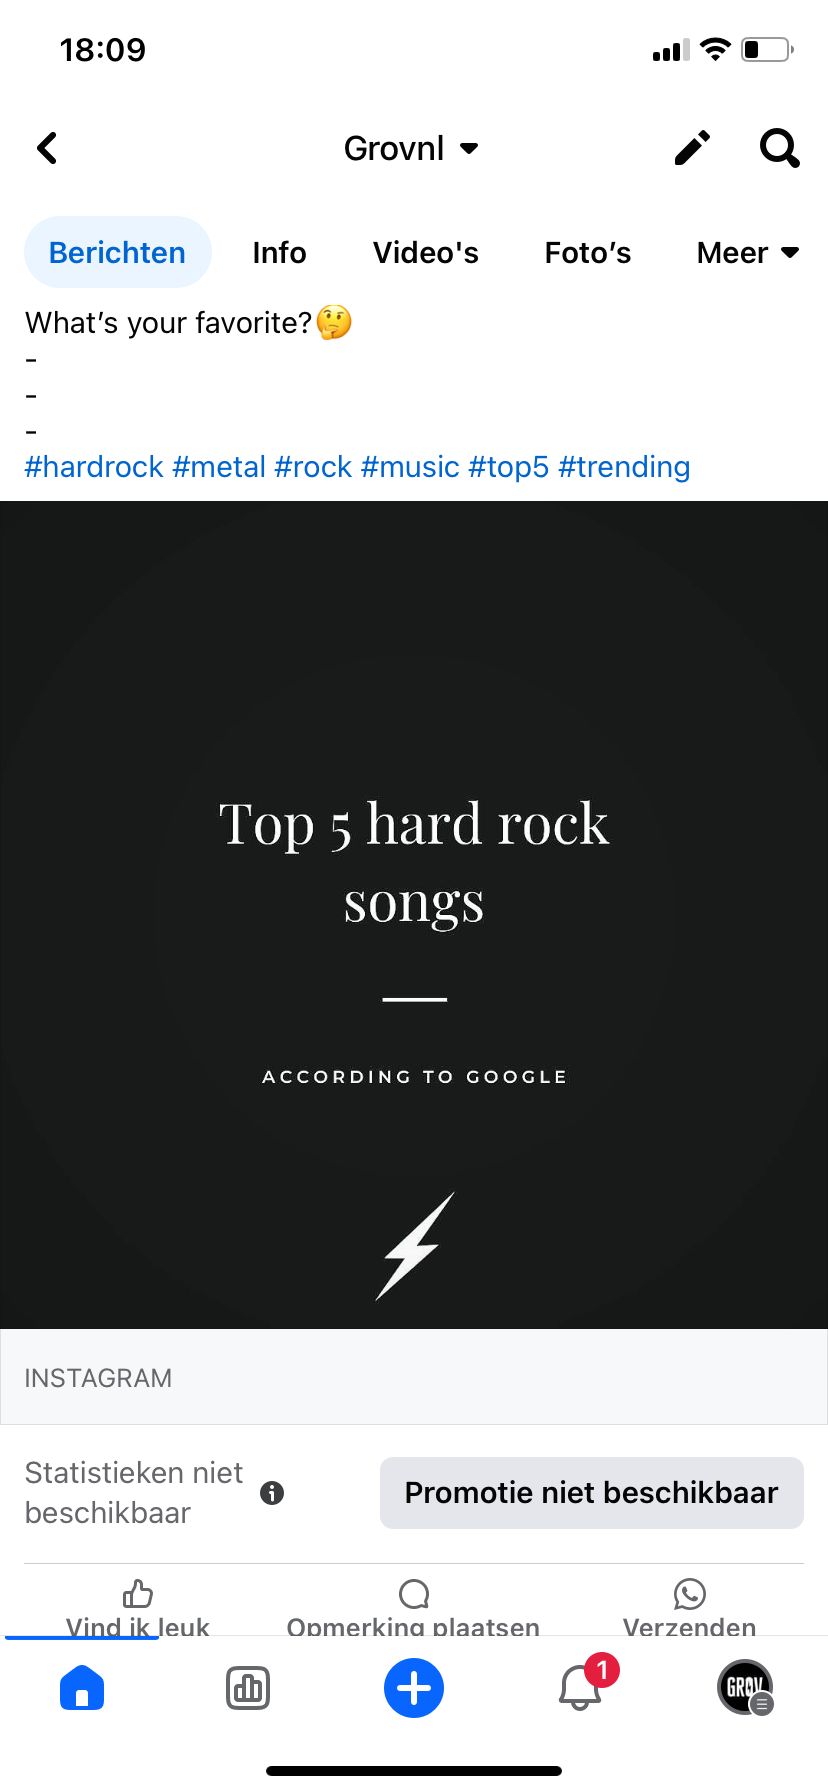 18:09
Grovnl
Berichten Info Video's Foto's Meer
What's your favorite?🤔
-
-
-
#hardrock #metal #rock #music #top5 #trending
Top 5 hard rock
songs
ACCORDING TO GOOGLE
INSTAGRAM
Statistieken niet
beschikbaar
Promotie niet beschikbaar
Vind ik leuk Opmerking plaatsen Verzenden
1
GROV